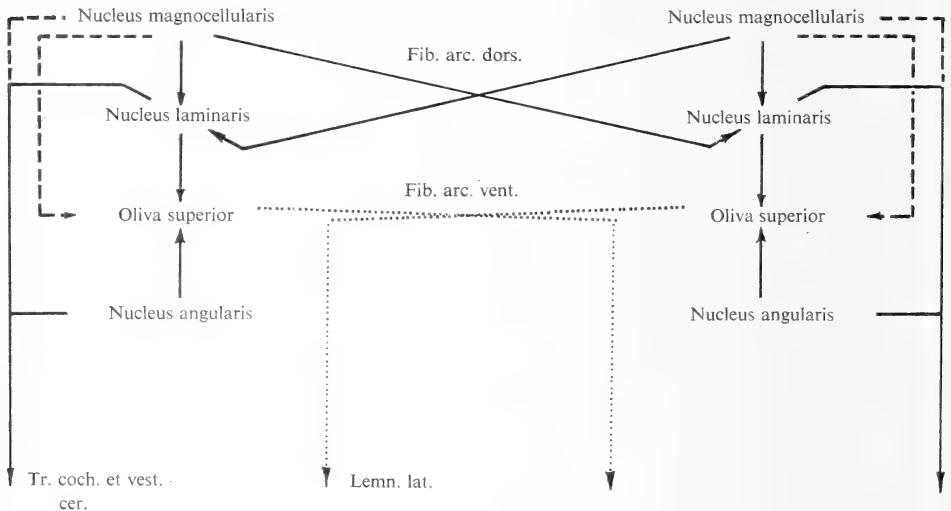 Nucleus magnocellularis
Nucleus magnocellularis
Fib. arc. dors.
Nucleus laminaris
Nucleus laminaris
Fib. arc. vent.
Oliva superior
Oliva superior
Nucleus angularis
Nucleus angularis
Tr. coch. et vest.
cer.
Lemn. lat.